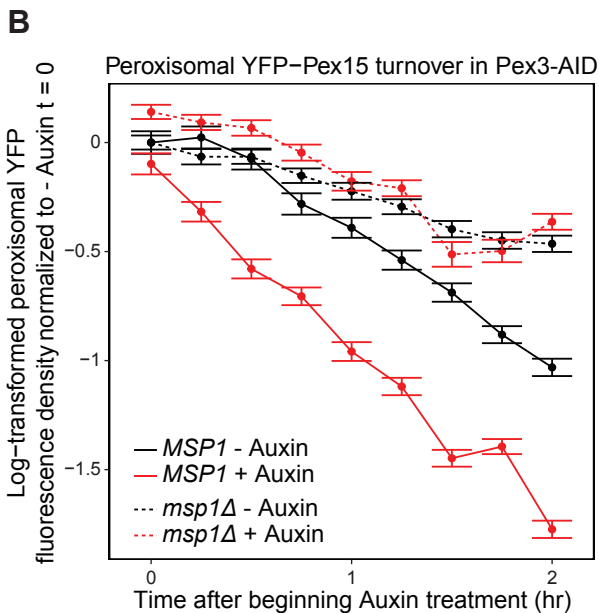 B
Peroxisomal YFP−Pex15 turnover in Pex3-AID
Log−transformed peroxisomal YFP
fluorescence density normalized to - Auxin t = 0
0
−0.5
−1
−1.5
MSP1 - Auxin
MSP1 + Auxin
msp1Δ - Auxin
msp1Δ + Auxin
0
1
2
Time after beginning Auxin treatment (hr)